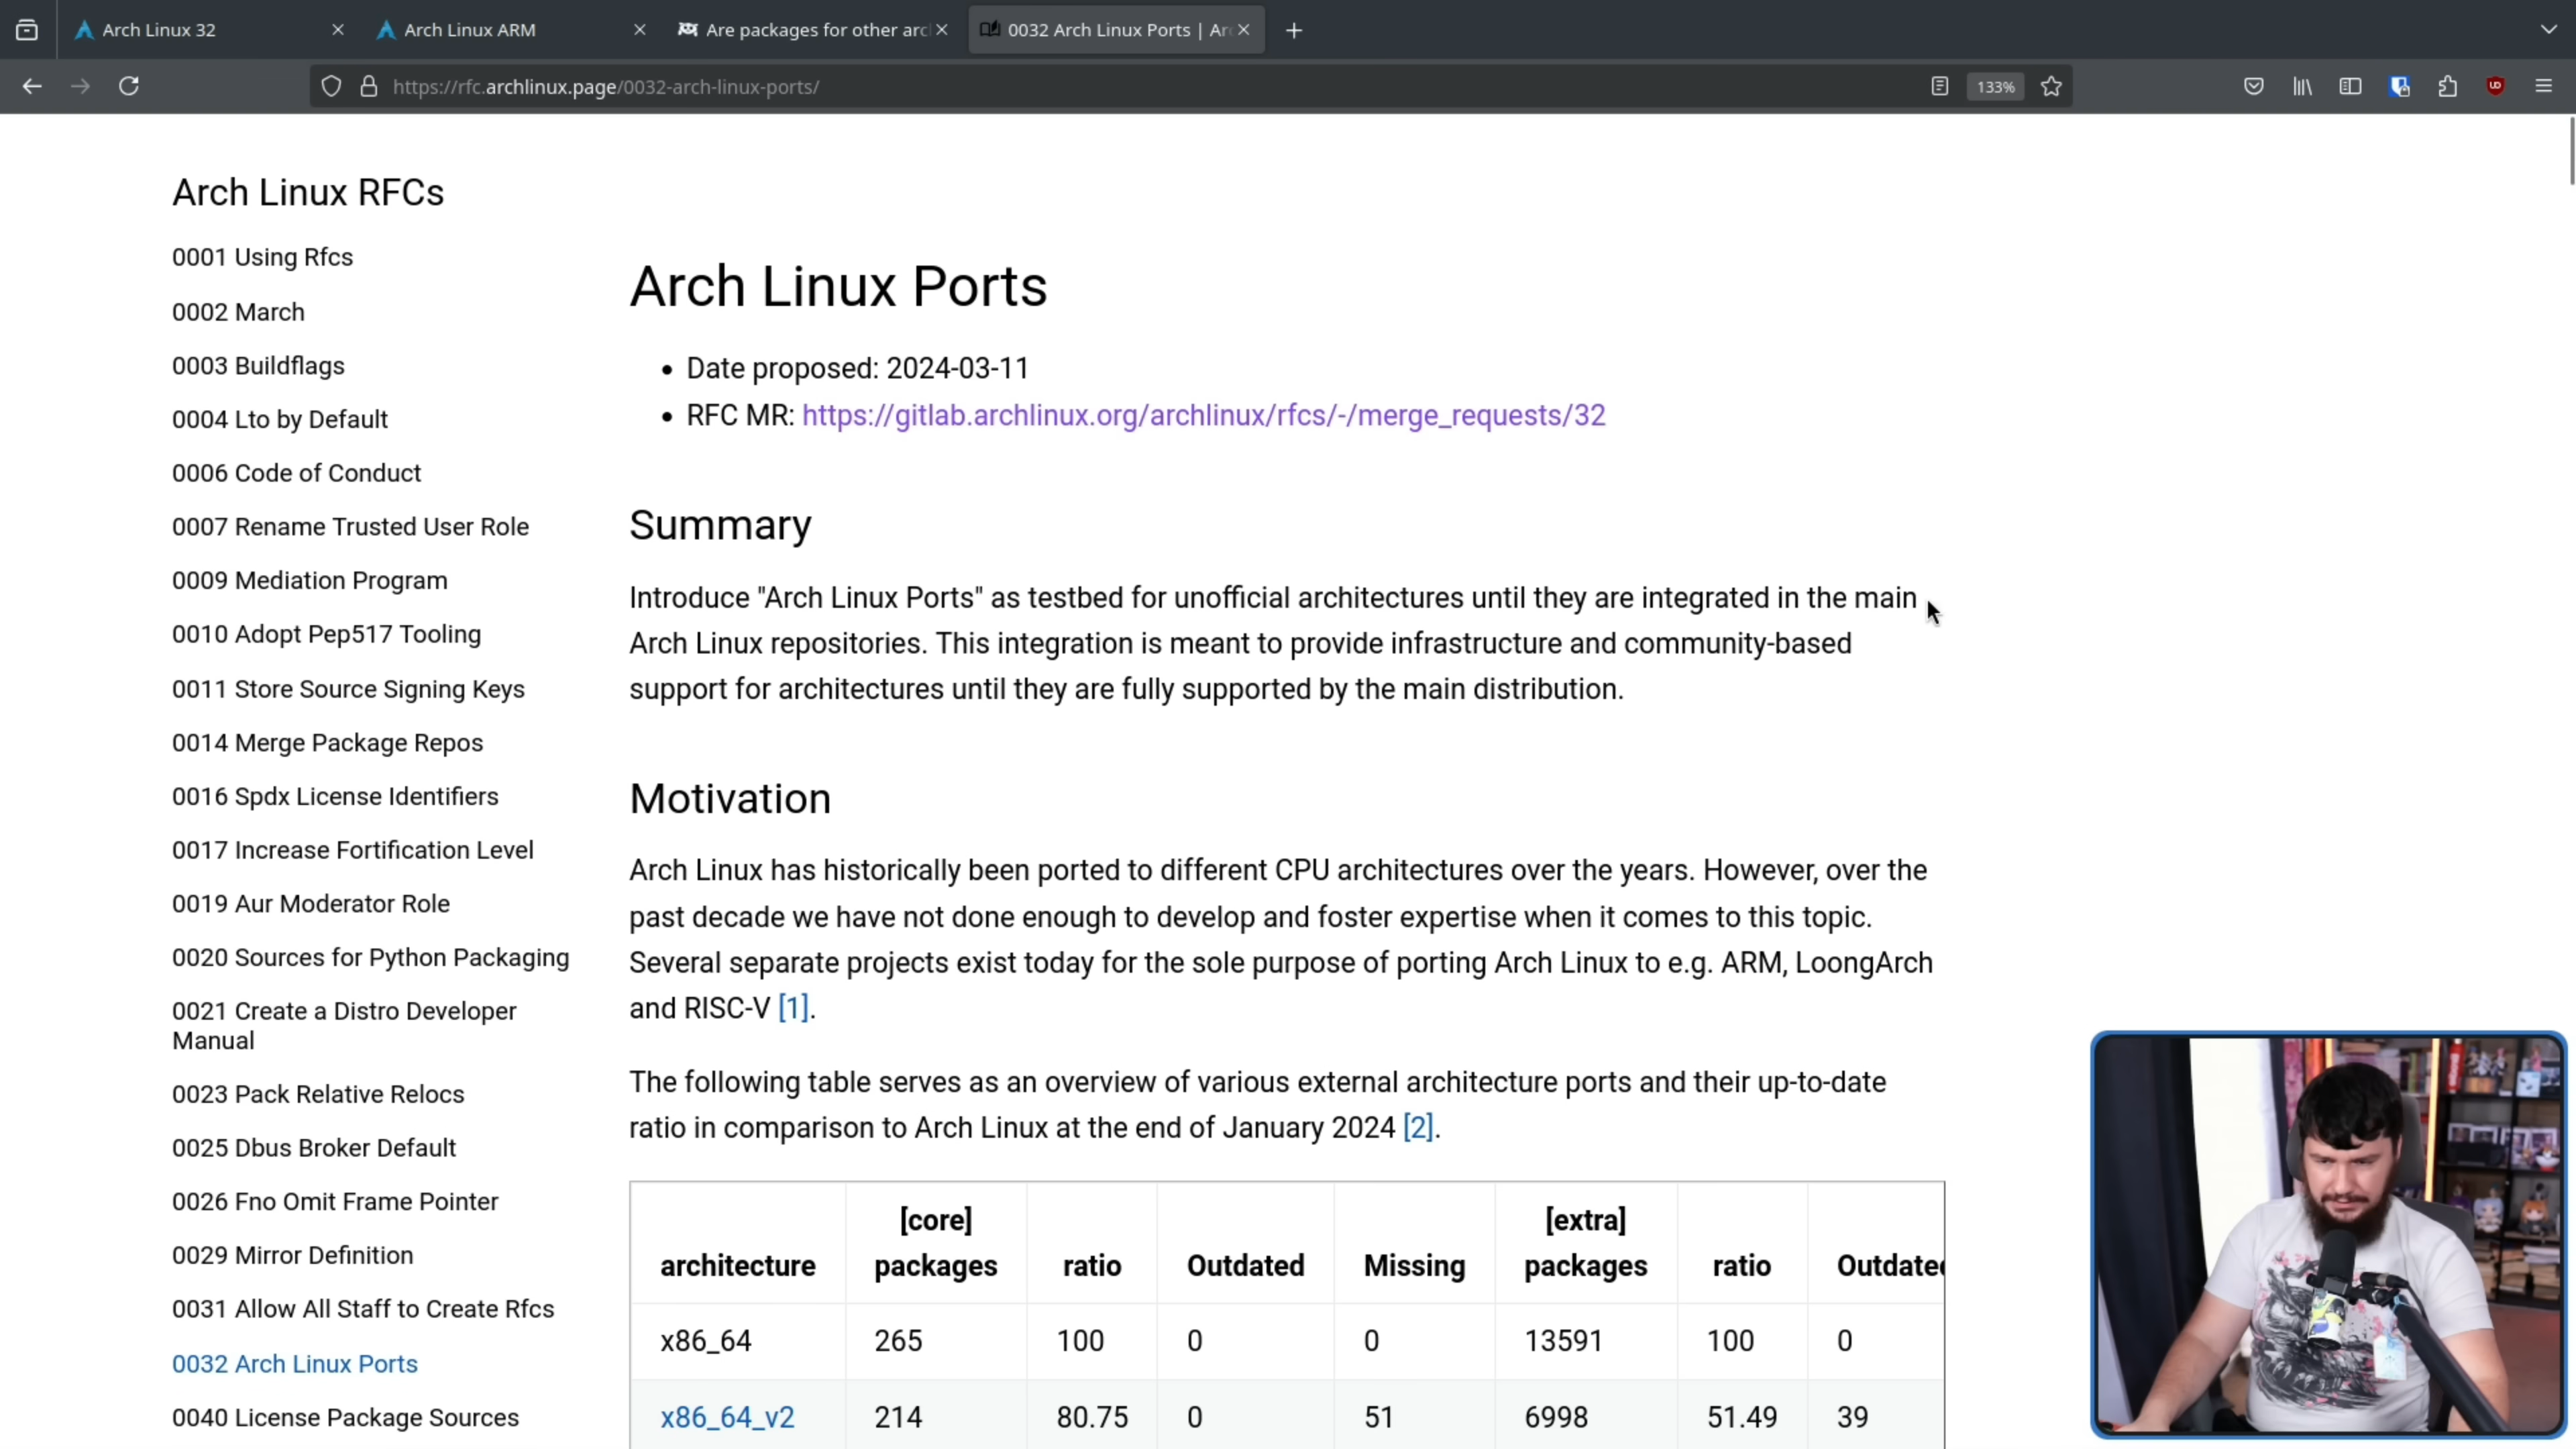 Arch Linux 32
Arch Linux ARM
Are packages for other arc
0032 Arch Linux Ports | Arc
https://rfc.archlinux.page/0032-arch-linux-ports/
133%
Arch Linux RFCs
0001 Using Rfcs
0002 March
0003 Buildflags
0004 Lto by Default
0006 Code of Conduct
0007 Rename Trusted User Role
0009 Mediation Program
0010 Adopt Pep517 Tooling
0011 Store Source Signing Keys
0014 Merge Package Repos
0016 Spdx License Identifiers
0017 Increase Fortification Level
0019 Aur Moderator Role
0020 Sources for Python Packaging
0021 Create a Distro Developer
Manual
0023 Pack Relative Relocs
0025 Dbus Broker Default
0026 Fno Omit Frame Pointer
0029 Mirror Definition
0031 Allow All Staff to Create Rfcs
0032 Arch Linux Ports
0040 License Package Sources
Arch Linux Ports
• Date proposed: 2024-03-11
• RFC MR: https://gitlab.archlinux.org/archlinux/rfcs/-/merge_requests/32
Summary
Introduce "Arch Linux Ports" as testbed for unofficial architectures until they are integrated in the main
Arch Linux repositories. This integration is meant to provide infrastructure and community-based
support for architectures until they are fully supported by the main distribution.
Motivation
Arch Linux has historically been ported to different CPU architectures over the years. However, over the
past decade we have not done enough to develop and foster expertise when it comes to this topic.
Several separate projects exist today for the sole purpose of porting Arch Linux to e.g. ARM, LoongArch
and RISC-V [1].
The following table serves as an overview of various external architecture ports and their up-to-date
ratio in comparison to Arch Linux at the end of January 2024 [2].
architecture [core] packages ratio Outdated Missing [extra] packages ratio Outdated
x86_64 265 100 0 0 13591 100 0
x86_64_v2 214 80.75 0 51 6998 51.49 39